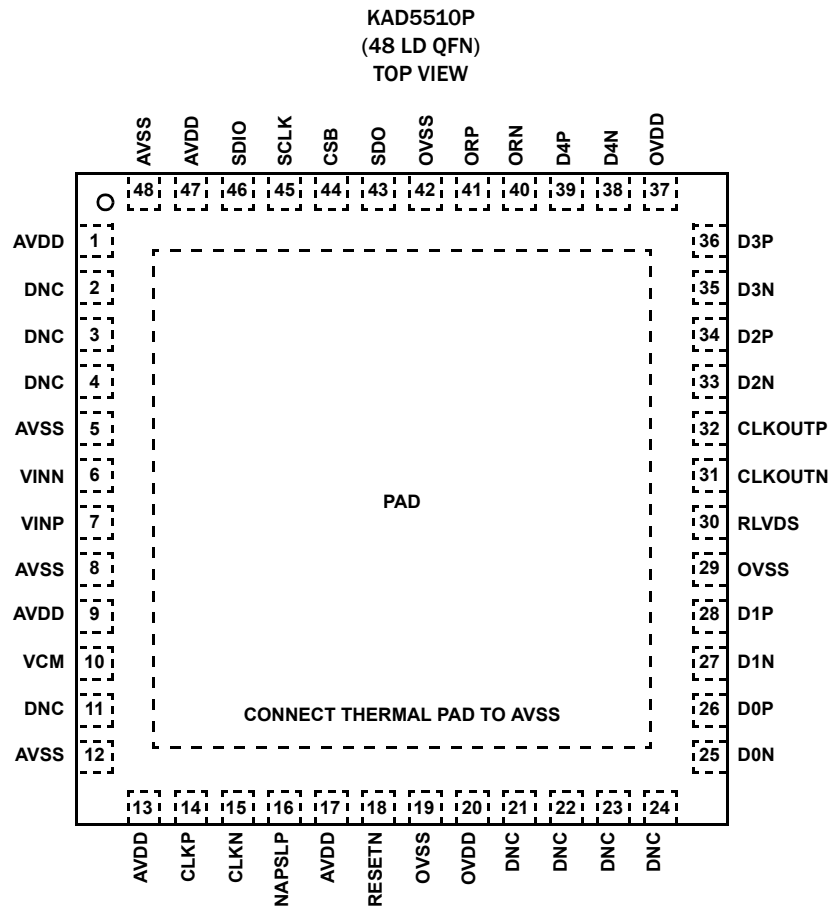 KAD5510P
(48 LD QFN)
TOP VIEW
AVSS
AVDD
SDIO
SCLK
CSB
SDO
OVSS
ORP
ORN
D4P
D4N
OVDD
48 47 46 45 44 43 42 41 40 39 38 37
AVDD 1
DNC 2
DNC 3
DNC 4
AVSS 5
VINN 6
VINP 7
AVSS 8
AVDD 9
VCM 10
DNC 11
AVSS 12
PAD
CONNECT THERMAL PAD TO AVSS
36 D3P
35 D3N
34 D2P
33 D2N
32 CLKOUTP
31 CLKOUTN
30 RLVDS
29 OVSS
28 D1P
27 D1N
26 D0P
25 D0N
13 14 15 16 17 18 19 20 21 22 23 24
AVDD
CLKP
CLKN
NAPSLP
AVDD
RESETN
OVSS
OVDD
DNC
DNC
DNC
DNC